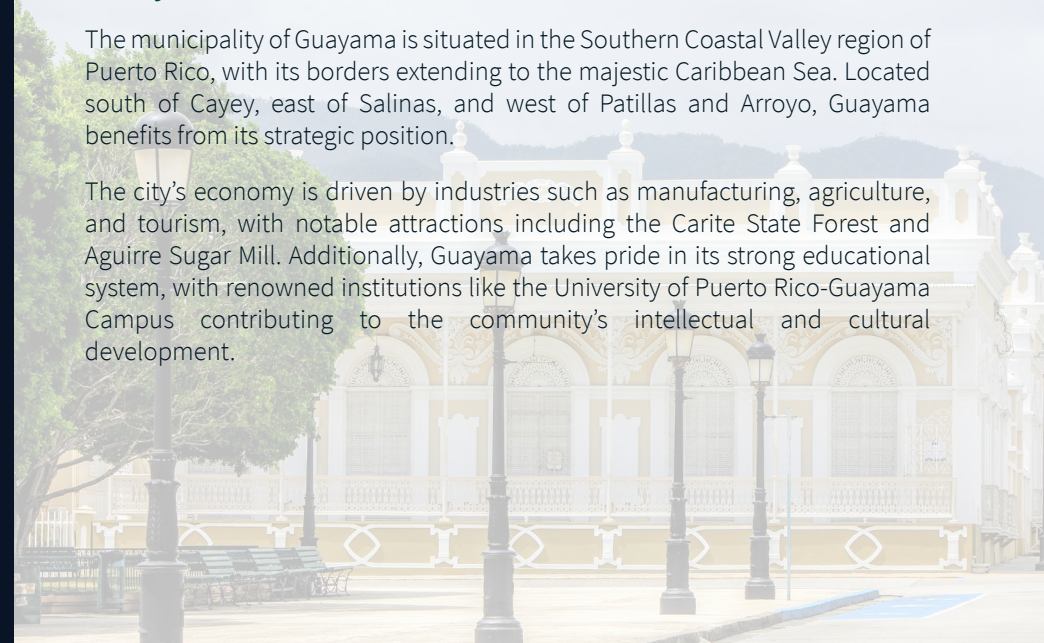 The municipality of Guayama is situated in the Southern Coastal Valley region of
Puerto Rico, with its borders extending to the majestic Caribbean Sea. Located
south of Cayey, east of Salinas, and west of Patillas and Arroyo, Guayama
benefits from its strategic position.
The city’s economy is driven by industries such as manufacturing, agriculture,
and tourism, with notable attractions including the Carite State Forest and
Aguirre Sugar Mill. Additionally, Guayama takes pride in its strong educational
system, with renowned institutions like the University of Puerto Rico-Guayama
Campus contributing to the community’s intellectual and cultural
development.